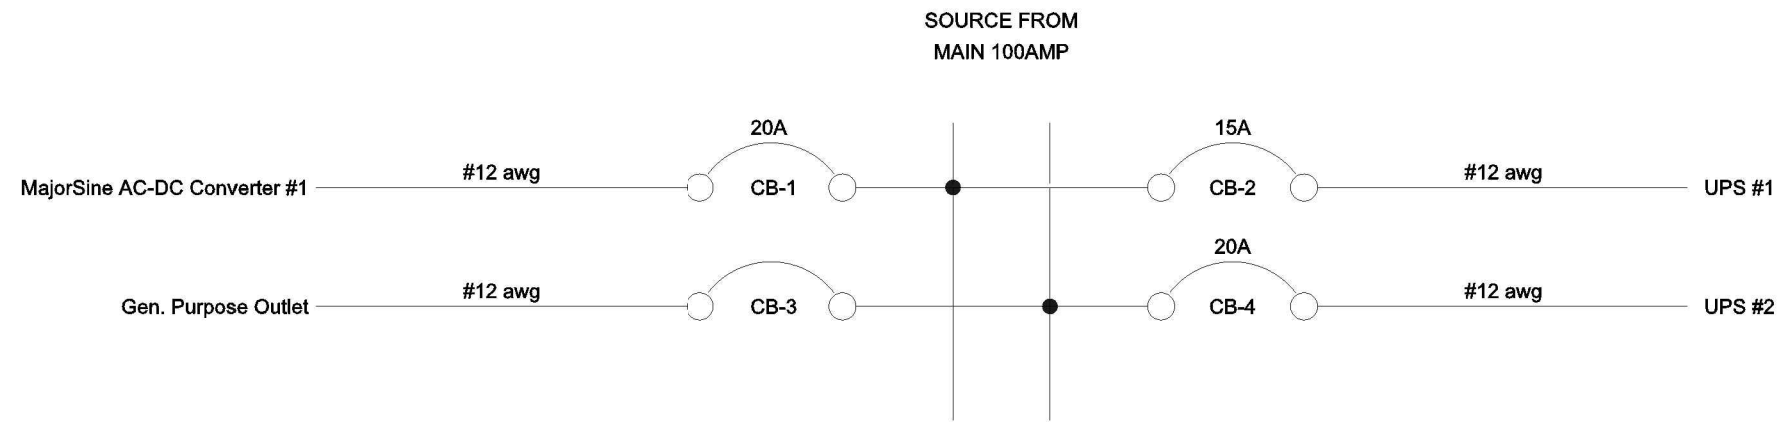 SOURCE FROM
MAIN 100AMP
20A
15A
MajorSine AC-DC Converter #1 #12 awg CB-1 CB-2 #12 awg UPS #1
20A
Gen. Purpose Outlet #12 awg CB-3 CB-4 #12 awg UPS #2